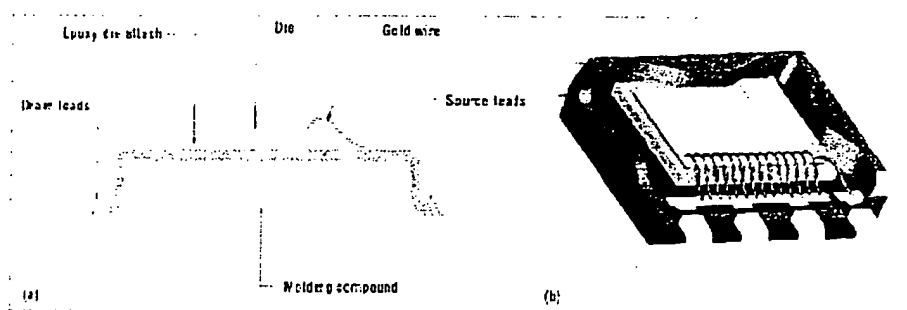 Epoxy die attach
Die
Gold wire
Drain leads
Source leads
Molding compound
(a)
(b)